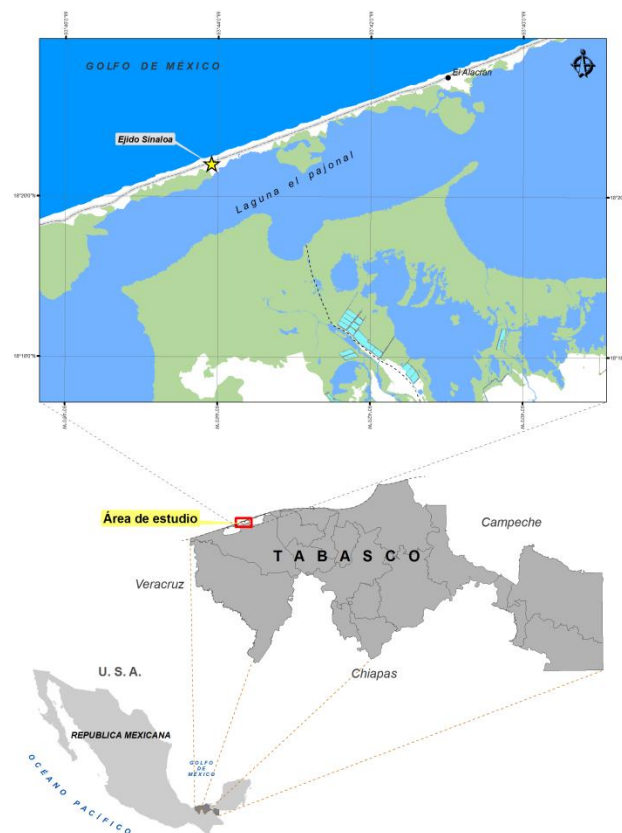 GOLFO DE MÉXICO
El Alacrán
Ejido Sinaloa
Laguna el pajonal
Área de estudio
Campeche
TABASCO
Veracruz
Chiapas
U. S. A.
REPUBLICA MEXICANA
GOLFO
DE
MÉXICO
OCÉANO PACÍFICO